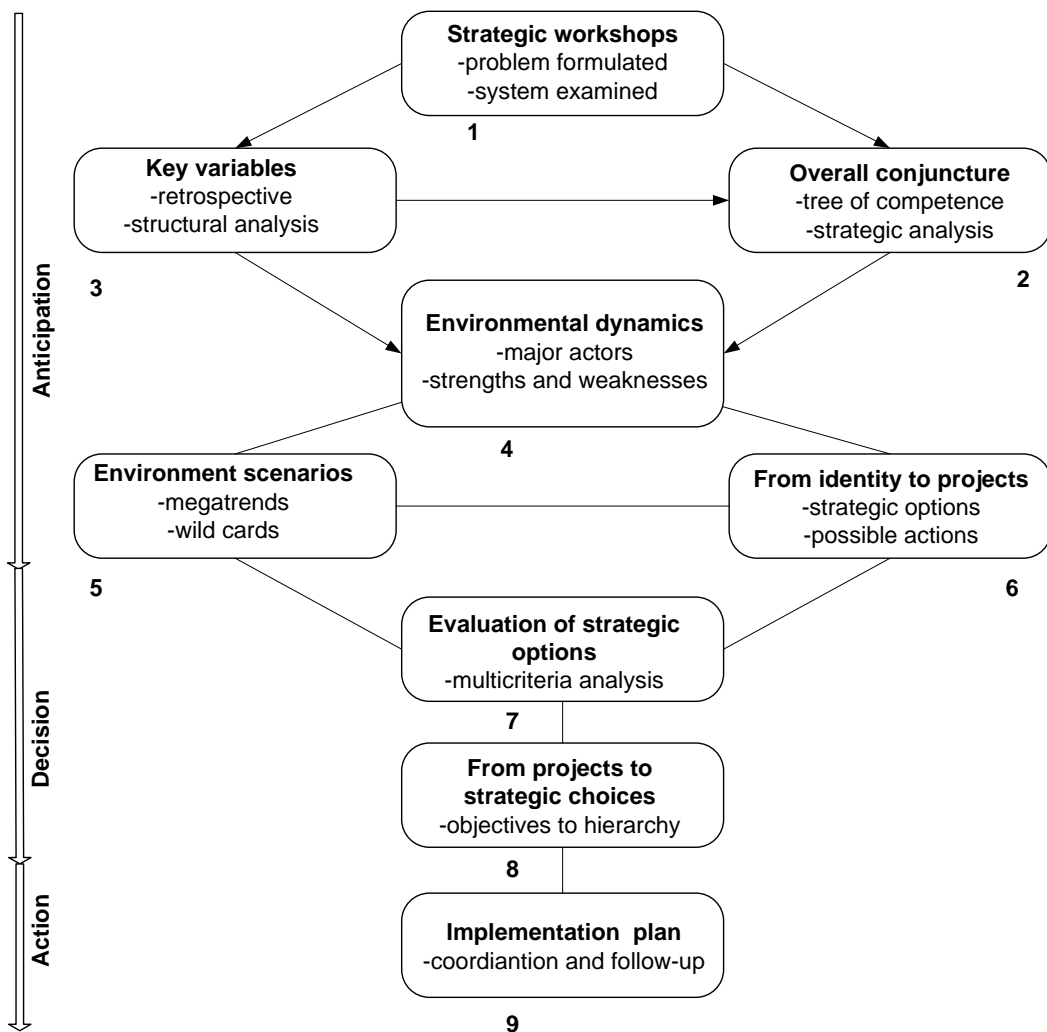 Strategic workshops
-problem formulated
-system examined
1
Key variables
-retrospective
-structural analysis
3
Overall conjuncture
-tree of competence
-strategic analysis
2
Environmental dynamics
-major actors
-strengths and weaknesses
4
Environment scenarios
-megatrends
-wild cards
5
From identity to projects
-strategic options
-possible actions
6
Evaluation of strategic
options
-multicriteria analysis
7
From projects to
strategic choices
-objectives to hierarchy
8
Implementation plan
-coordiantion and follow-up
9
Anticipation
Decision
Action